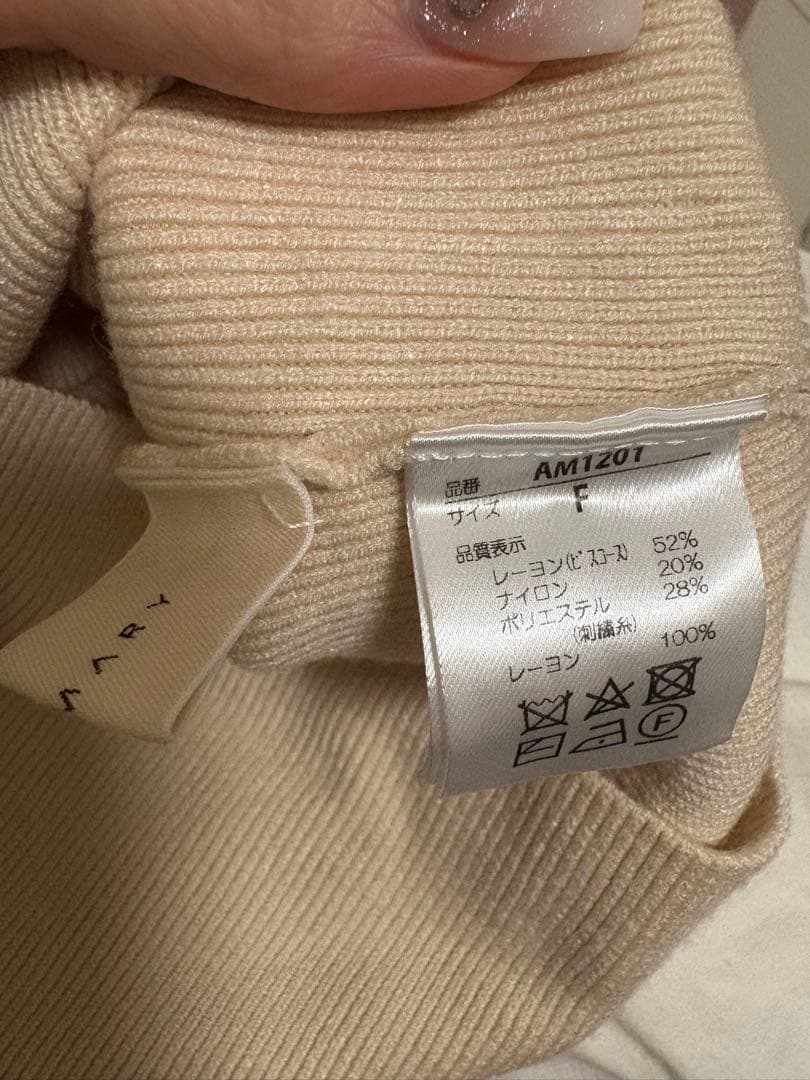 品番 AM1201
サイズ F
品質表示
レーヨン(ビスコース) 52%
ナイロン 20%
ポリエステル 28%
(刺繍糸)
レーヨン 100%
F
MARY